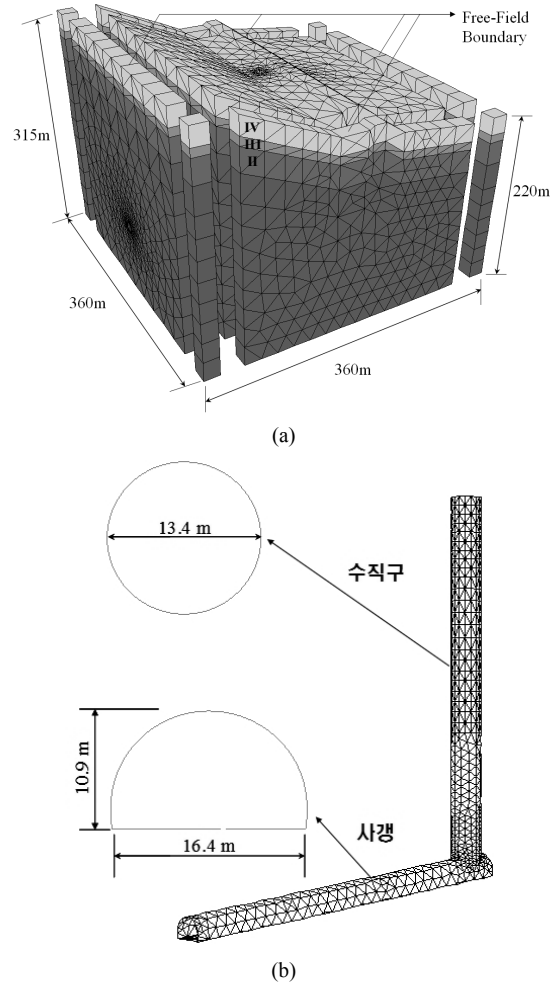 Free-Field
Boundary
315m
IV
III
II
220m
360m
360m
(a)
13.4 m
수직구
10.9 m
사갱
16.4 m
(b)